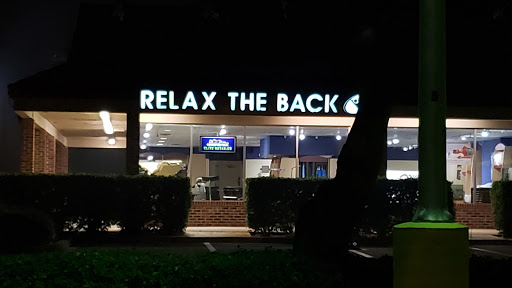 RELAX THE BACK